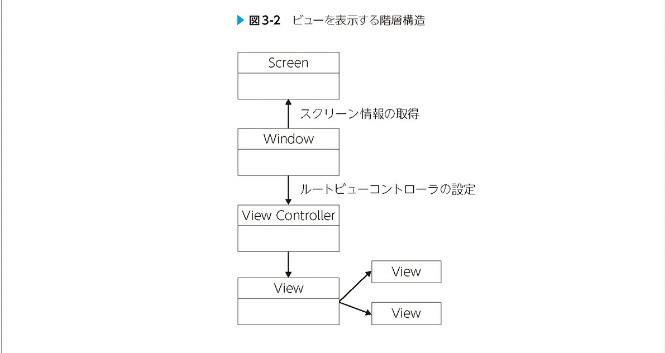 ▶ 図3-2 ビューを表示する階層構造
Screen
スクリーン情報の取得
Window
ルートビューコントローラの設定
View Controller
View
View
View